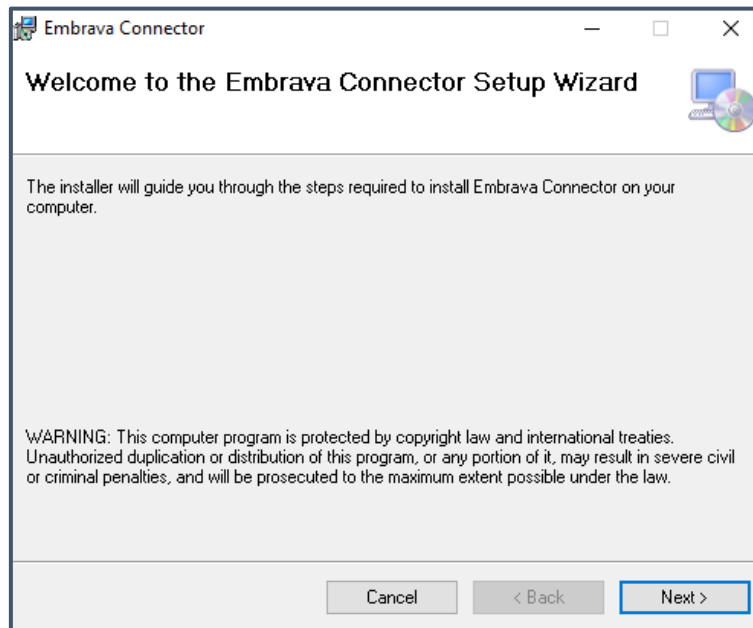 Embrava Connector
Welcome to the Embrava Connector Setup Wizard
The installer will guide you through the steps required to install Embrava Connector on your
computer.
WARNING: This computer program is protected by copyright law and international treaties.
Unauthorized duplication or distribution of this program, or any portion of it, may result in severe civil
or criminal penalties, and will be prosecuted to the maximum extent possible under the law.
Cancel
< Back
Next >